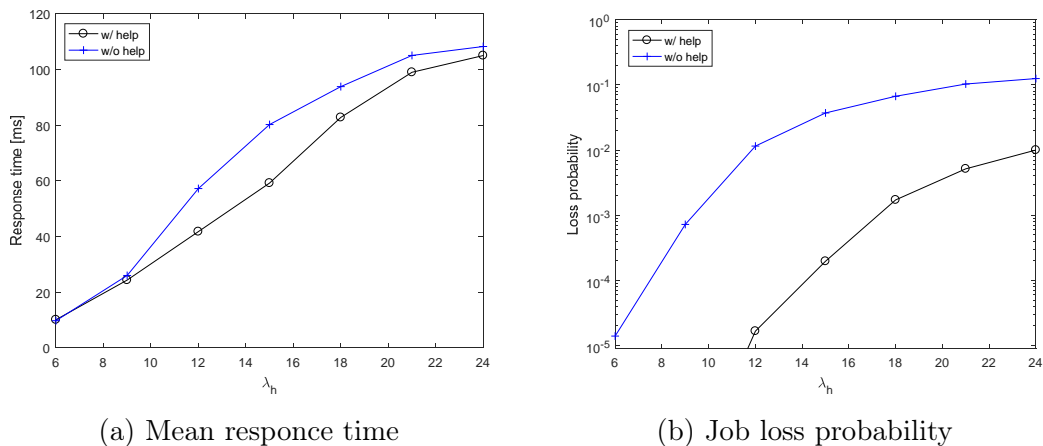 120
100
80
60
40
20
0
Response time [ms]
w/ help
w/o help
6 8 10 12 14 16 18 20 22 24
λh
(a) Mean responce time
10^0
10^-1
10^-2
10^-3
10^-4
10^-5
Loss probability
w/ help
w/o help
6 8 10 12 14 16 18 20 22 24
λh
(b) Job loss probability